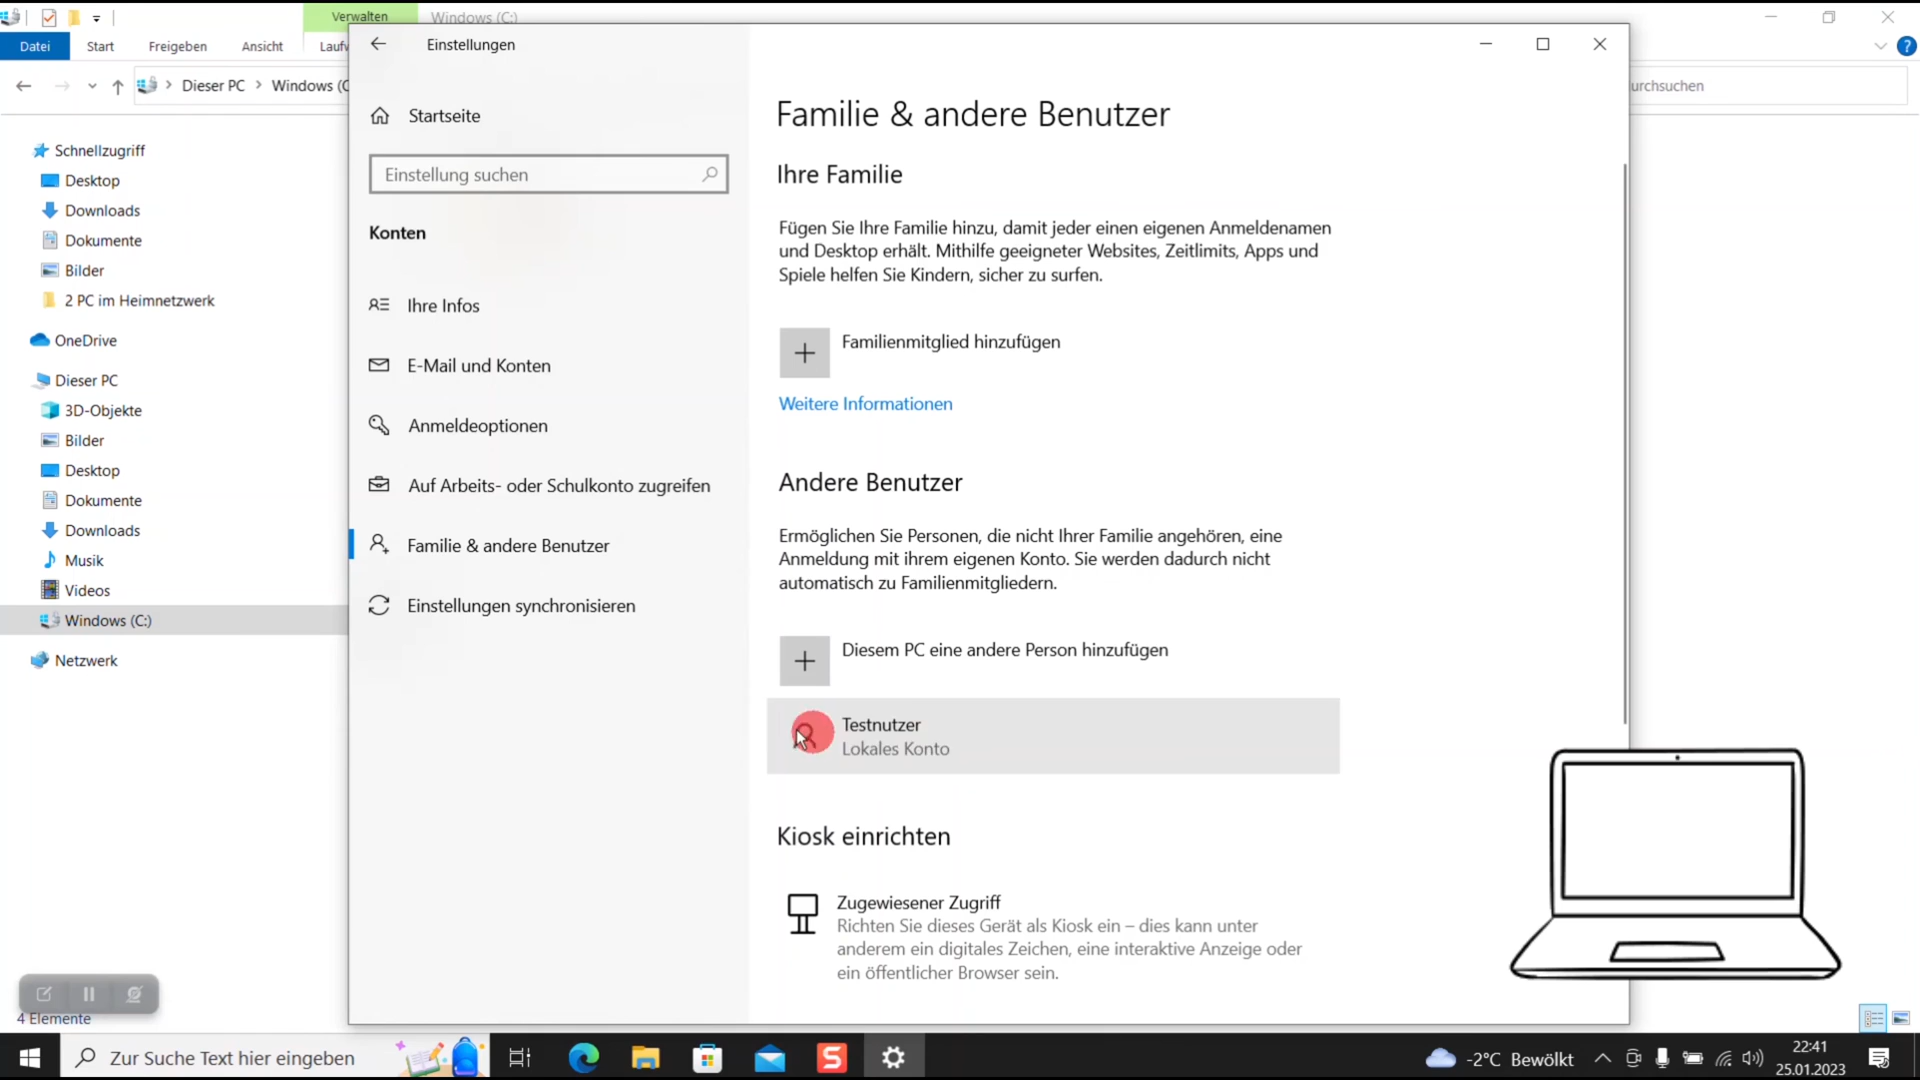 Verwalten
Windows (C:)
Datei
Start
Freigeben
Ansicht
Dieser PC
Windows
Schnellzugriff
Desktop
Downloads
Dokumente
Bilder
2 PC im Heimnetzwerk
OneDrive
Dieser PC
3D-Objekte
Bilder
Desktop
Dokumente
Downloads
Musik
Videos
Windows (C:)
Netzwerk
4 Elemente
Einstellungen
Startseite
Einstellung suchen
Konten
Ihre Infos
E-Mail und Konten
Anmeldeoptionen
Auf Arbeits- oder Schulkonto zugreifen
Familie & andere Benutzer
Einstellungen synchronisieren
Familie & andere Benutzer
Ihre Familie
Fügen Sie Ihre Familie hinzu, damit jeder einen eigenen Anmeldenamen
und Desktop erhält. Mithilfe geeigneter Websites, Zeitlimits, Apps und
Spiele helfen Sie Kindern, sicher zu surfen.
Familienmitglied hinzufügen
Weitere Informationen
Andere Benutzer
Ermöglichen Sie Personen, die nicht Ihrer Familie angehören, eine
Anmeldung mit ihrem eigenen Konto. Sie werden dadurch nicht
automatisch zu Familienmitgliedern.
Diesem PC eine andere Person hinzufügen
Testnutzer
Lokales Konto
Kiosk einrichten
Zugewiesener Zugriff
Richten Sie dieses Gerät als Kiosk ein – dies kann unter
anderem ein digitales Zeichen, eine interaktive Anzeige oder
ein öffentlicher Browser sein.
Zur Suche Text hier eingeben
-2°C Bewölkt
22:41
25.01.2023